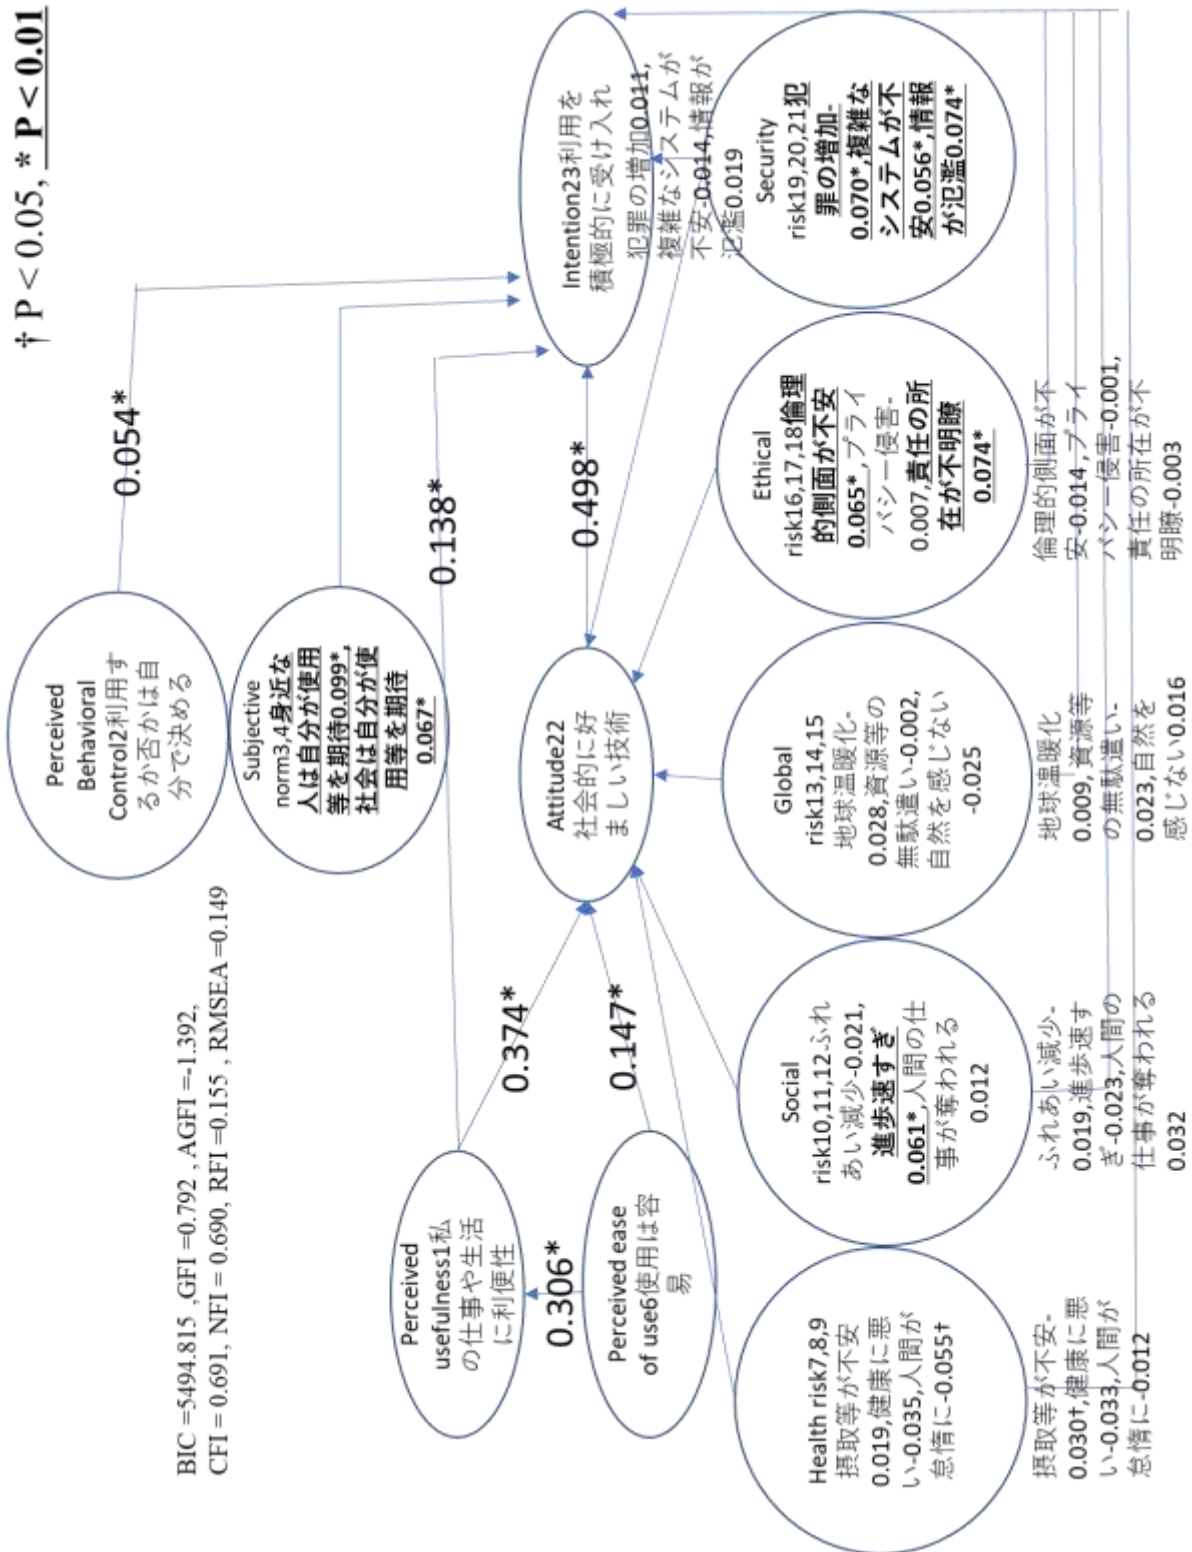 † P < 0.05, * P < 0.01
BIC =5494.815 ,GFI =0.792 , AGFI =-1.392,
CFI = 0.691, NFI = 0.690, RFI =0.155 , RMSEA =0.149
Perceived
Behavioral
Control2利用す
るか否かは自
分で決める
0.054*
Subjective
norm3,4身近な
人は自分が使用
等を期待0.099*,
社会は自分が使
用等を期待
0.067*
Perceived
usefulness1私
の仕事や生活
に利便性
0.138*
0.374*
0.306*
Perceived ease
of use6使用は容
易
0.147*
Attitude22
社会的に好
ましい技術
0.498*
Intention23利用を
積極的に受け入れ
犯罪の増加0.011,
複雑なシステムが
不安-0.014,情報が
氾濫0.019
Health risk7,8,9
摂取等が不安
0.019,健康に悪
い-0.035,人間が
怠惰に-0.055†
Social
risk10,11,12ふれ
あい減少-0.021,
進歩速すぎ
0.061*,人間の仕
事が奪われる
0.012
Global
risk13,14,15
地球温暖化-
0.028,資源等の
無駄遣い-0.002,
自然を感じない
-0.025
Ethical
risk16,17,18倫理
的側面が不安
0.065*,プライ
バシー侵害-
0.007,責任の所
在が不明瞭
0.074*
Security
risk19,20,21犯
罪の増加-
0.070*,複雑な
システムが不
安0.056*,情報
が氾濫0.074*
摂取等が不安-
0.030†,健康に悪
い-0.033,人間が
怠惰に-0.012
ふれあい減少-
0.019,進歩速す
ぎ-0.023,人間の
仕事が奪われる
0.032
地球温暖化
0.009,資源等
の無駄遣い-
0.023,自然を
感じない0.016
倫理的側面が不
安-0.014,プライ
バシー侵害-0.001,
責任の所在が不
明瞭-0.003